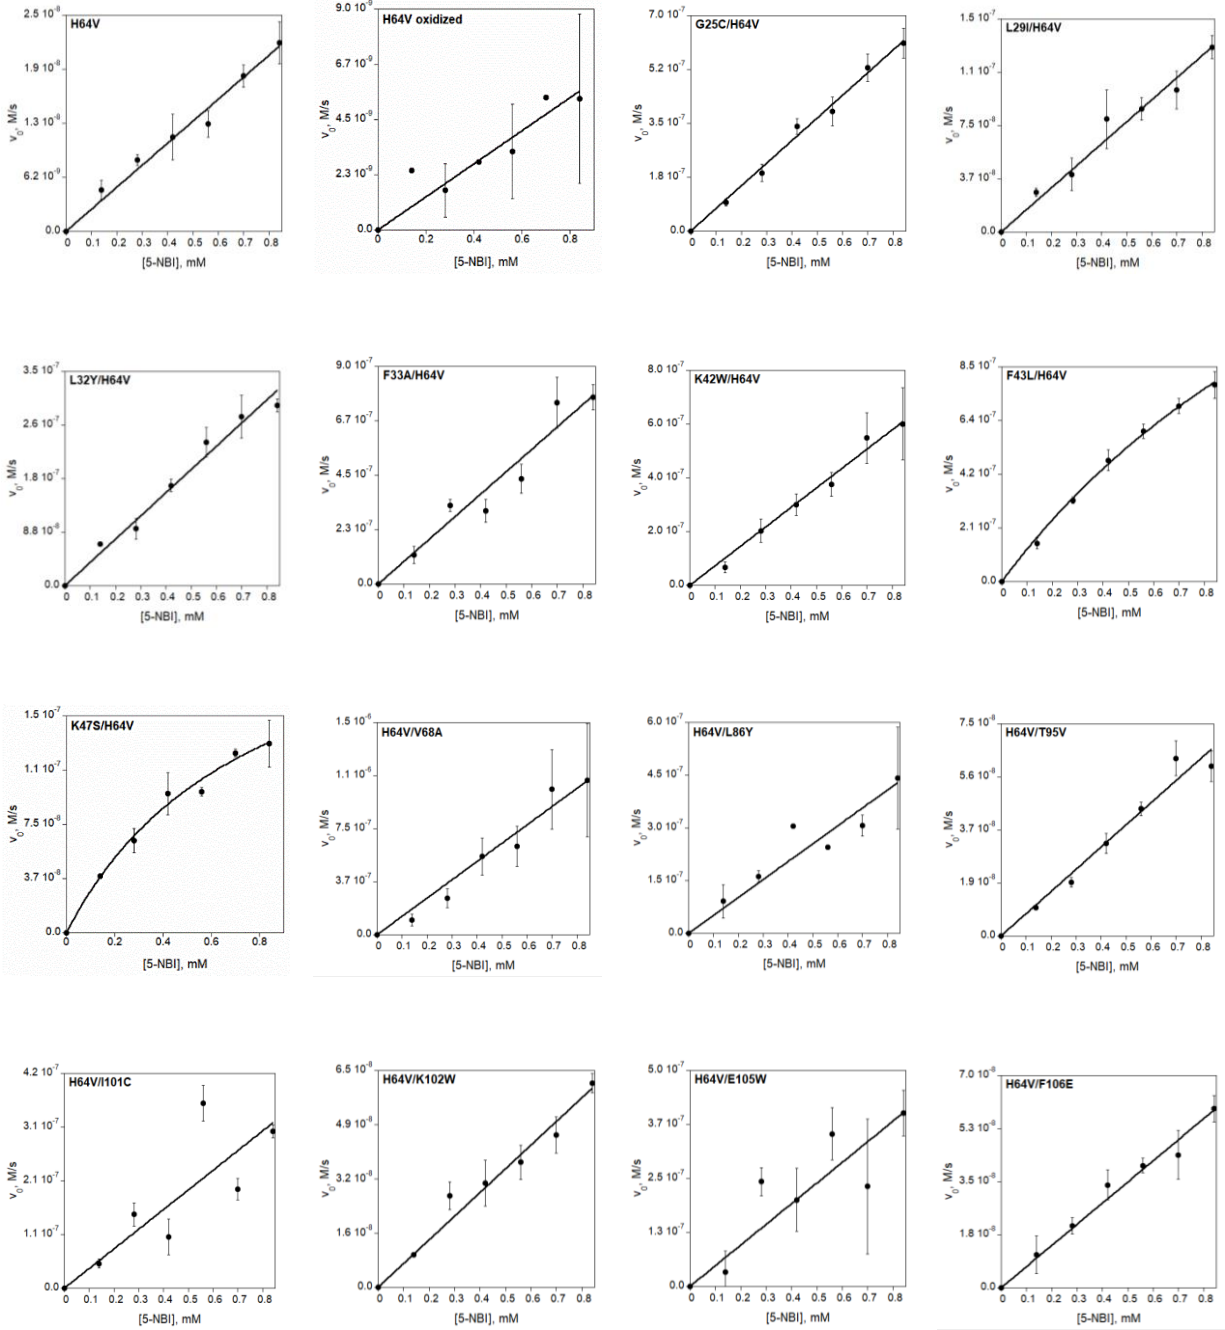 H64V
2.5 10⁻⁸
1.9 10⁻⁸
1.3 10⁻⁸
6.2 10⁻⁹
0.0
v₀, M/s
0 0.1 0.2 0.3 0.4 0.5 0.6 0.7 0.8
[5-NBI], mM
H64V oxidized
9.0 10⁻⁹
6.7 10⁻⁹
4.5 10⁻⁹
2.3 10⁻⁹
0.0
v₀, M/s
0 0.2 0.4 0.6 0.8
[5-NBI], mM
G25C/H64V
7.0 10⁻⁷
5.2 10⁻⁷
3.5 10⁻⁷
1.8 10⁻⁷
0.0
v₀, M/s
0 0.1 0.2 0.3 0.4 0.5 0.6 0.7 0.8
[5-NBI], mM
L29I/H64V
1.5 10⁻⁷
1.1 10⁻⁷
7.5 10⁻⁸
3.7 10⁻⁸
0.0
v₀, M/s
0 0.1 0.2 0.3 0.4 0.5 0.6 0.7 0.8
[5-NBI], mM
L32Y/H64V
3.5 10⁻⁷
2.6 10⁻⁷
1.8 10⁻⁷
8.8 10⁻⁸
0.0
v₀, M/s
0 0.1 0.2 0.3 0.4 0.5 0.6 0.7 0.8
[5-NBI], mM
F33A/H64V
9.0 10⁻⁷
6.7 10⁻⁷
4.5 10⁻⁷
2.3 10⁻⁷
0.0
v₀, M/s
0 0.1 0.2 0.3 0.4 0.5 0.6 0.7 0.8
[5-NBI], mM
K42W/H64V
8.0 10⁻⁷
6.0 10⁻⁷
4.0 10⁻⁷
2.0 10⁻⁷
0.0
v₀, M/s
0 0.1 0.2 0.3 0.4 0.5 0.6 0.7 0.8
[5-NBI], mM
F43L/H64V
8.5 10⁻⁷
6.4 10⁻⁷
4.2 10⁻⁷
2.1 10⁻⁷
0.0
v₀, M/s
0 0.1 0.2 0.3 0.4 0.5 0.6 0.7 0.8
[5-NBI], mM
K47S/H64V
1.5 10⁻⁷
1.1 10⁻⁷
7.5 10⁻⁸
3.7 10⁻⁸
0.0
v₀, M/s
0 0.2 0.4 0.6 0.8
[5-NBI], mM
H64V/V68A
1.5 10⁻⁶
1.1 10⁻⁶
7.5 10⁻⁷
3.7 10⁻⁷
0.0
v₀, M/s
0 0.1 0.2 0.3 0.4 0.5 0.6 0.7 0.8
[5-NBI], mM
H64V/L86Y
6.0 10⁻⁷
4.5 10⁻⁷
3.0 10⁻⁷
1.5 10⁻⁷
0.0
v₀, M/s
0 0.1 0.2 0.3 0.4 0.5 0.6 0.7 0.8
[5-NBI], mM
H64V/T95V
7.5 10⁻⁸
5.6 10⁻⁸
3.7 10⁻⁸
1.9 10⁻⁸
0.0
v₀, M/s
0 0.1 0.2 0.3 0.4 0.5 0.6 0.7 0.8
[5-NBI], mM
H64V/I101C
4.2 10⁻⁷
3.1 10⁻⁷
2.1 10⁻⁷
1.1 10⁻⁷
0.0
v₀, M/s
0 0.1 0.2 0.3 0.4 0.5 0.6 0.7 0.8
[5-NBI], mM
H64V/K102W
6.5 10⁻⁸
4.9 10⁻⁸
3.2 10⁻⁸
1.6 10⁻⁸
0.0
v₀, M/s
0 0.1 0.2 0.3 0.4 0.5 0.6 0.7 0.8
[5-NBI], mM
H64V/E105W
5.0 10⁻⁷
3.7 10⁻⁷
2.5 10⁻⁷
1.3 10⁻⁷
0.0
v₀, M/s
0 0.1 0.2 0.3 0.4 0.5 0.6 0.7 0.8
[5-NBI], mM
H64V/F106E
7.0 10⁻⁸
5.3 10⁻⁸
3.5 10⁻⁸
1.8 10⁻⁸
0.0
v₀, M/s
0 0.1 0.2 0.3 0.4 0.5 0.6 0.7 0.8
[5-NBI], mM